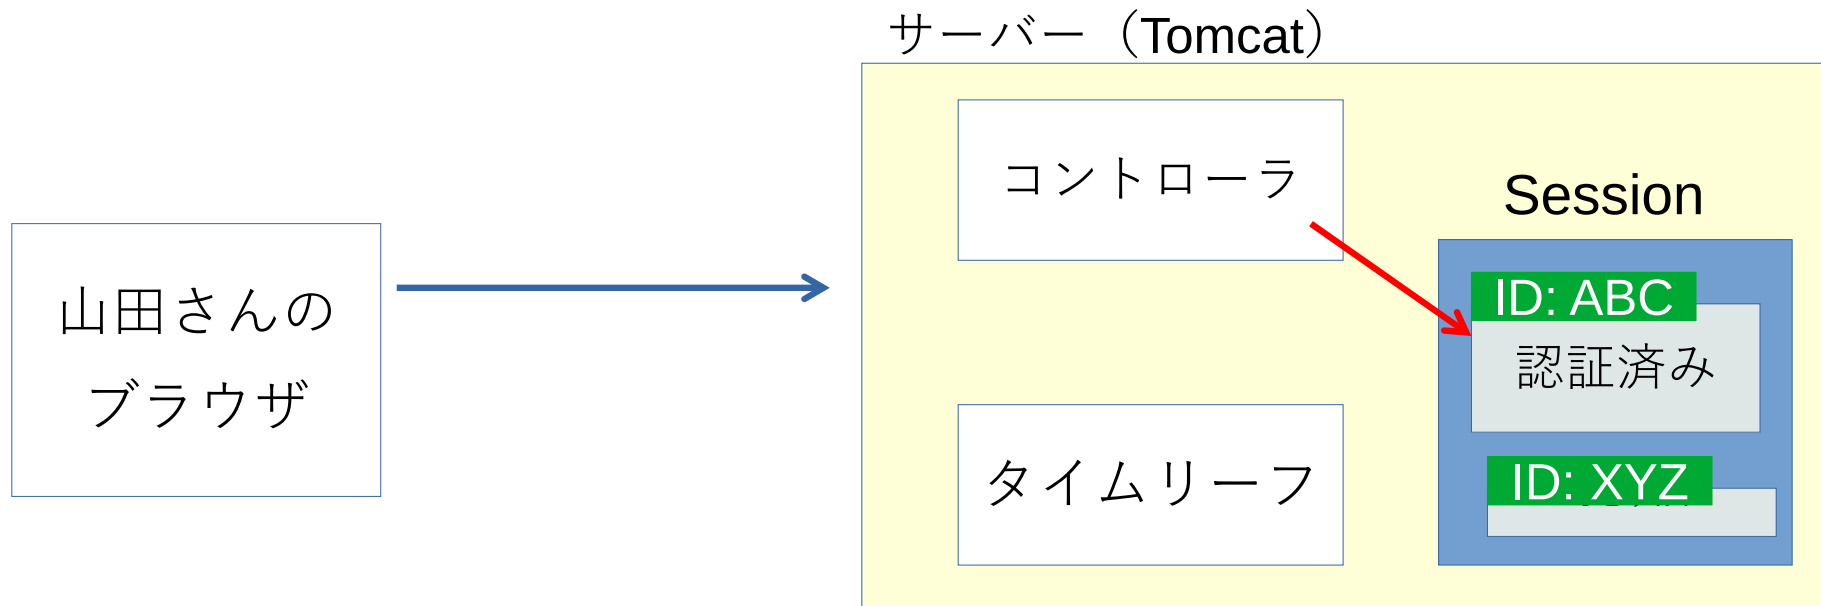 サーバー（Tomcat）
コントローラ
Session
山田さんの
ブラウザ
ID: ABC
認証済み
タイムリーフ
ID: XYZ